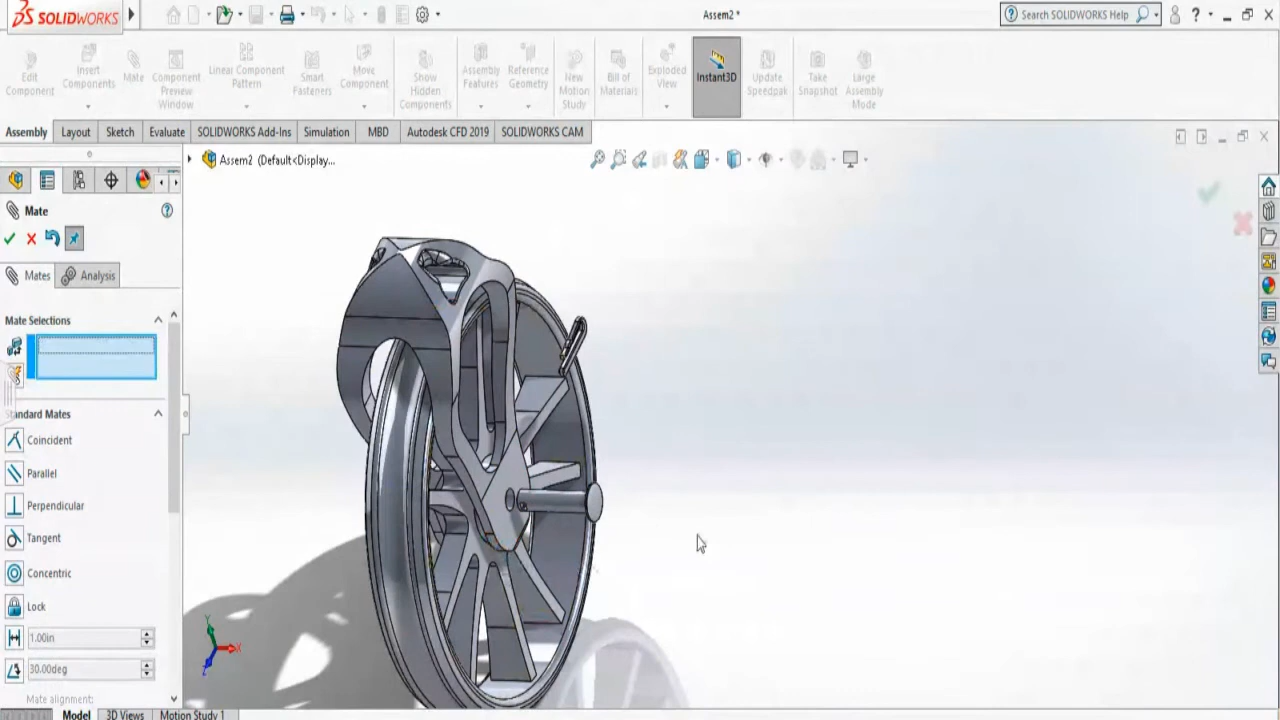 SOLIDWORKS
Assem2 *
Search SOLIDWORKS Help
?
Edit Component
Insert Components
Mate
Component Preview Window
Linear Component Pattern
Smart Fasteners
Move Component
Show Hidden Components
Assembly Features
Reference Geometry
New Motion Study
Bill of Materials
Exploded View
Instant3D
Update Speedpak
Take Snapshot
Large Assembly Mode
Assembly
Layout
Sketch
Evaluate
SOLIDWORKS Add-Ins
Simulation
MBD
Autodesk CFD 2019
SOLIDWORKS CAM
Assem2 (Default<Display...
Mate
Mates
Analysis
Mate Selections
Standard Mates
Coincident
Parallel
Perpendicular
Tangent
Concentric
Lock
1.00in
30.00deg
Mate alignment:
Model
3D Views
Motion Study 1